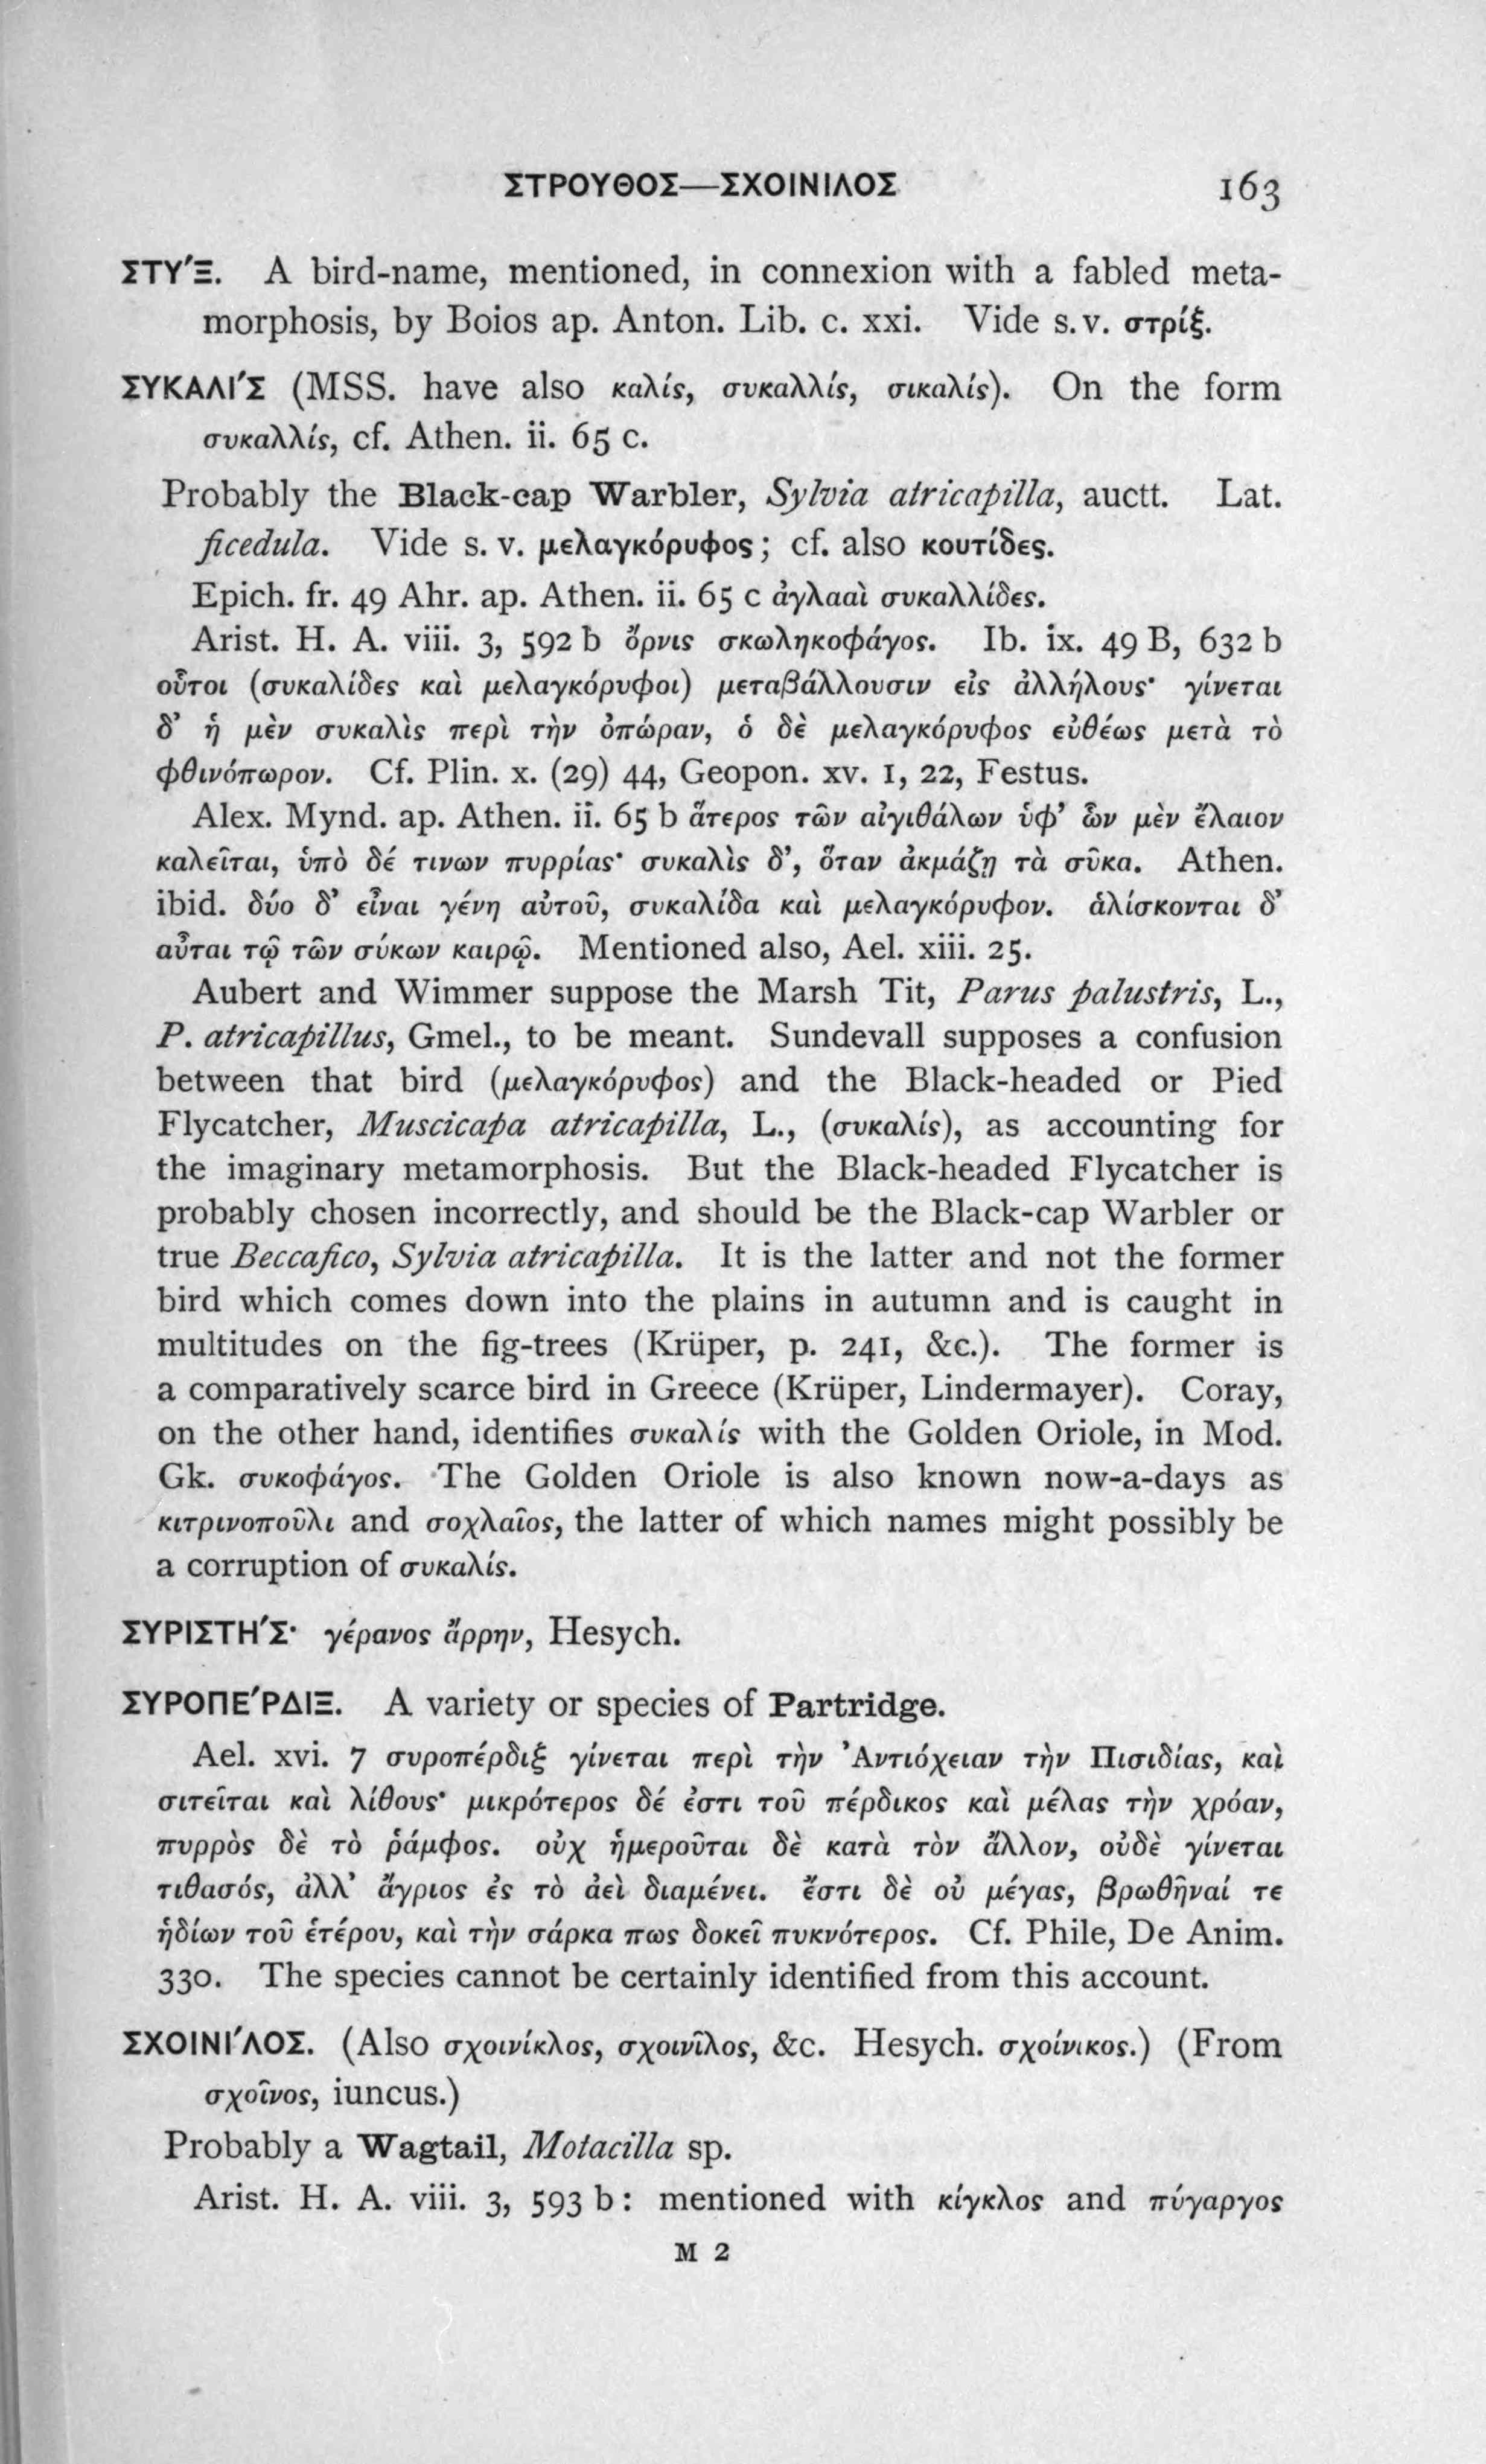 ΣΤΡΟΥΘΟΣ—ΣΧΟΙΝΙΛΟΣ 163
ΣΤΥ´Ξ. A bird-name, mentioned, in connexion with a fabled meta-
morphosis, by Boios ap. Anton. Lib. c. xxi. Vide s. v. στρίξ.
ΣΥΚΑΛΙ´Σ (MSS. have also καλίς, συκαλλίς, σικαλίς). On the form
συκαλλίς, cf. Athen. ii. 65 c.
Probably the Black-cap Warbler, Sylvia atricapilla, auctt. Lat.
ficedula. Vide s. v. μελαγκόρυφος; cf. also κουτίδες.
Epich. fr. 49 Ahr. ap. Athen. ii. 65 c ἀγλααὶ συκαλλίδες.
Arist. H. A. viii. 3, 592 b ὄρνις σκωληκοφάγος. Ib. ix. 49 B, 632 b
οὗτοι (συκαλίδες καὶ μελαγκόρυφοι) μεταβάλλουσιν εἰς ἀλλήλους· γίνεται
δ’ ἡ μὲν συκαλὶς περὶ τὴν ὀπώραν, ὁ δὲ μελαγκόρυφος εὐθέως μετὰ τὸ
φθινόπωρον. Cf. Plin. x. (29) 44, Geopon. xv. 1, 22, Festus.
Alex. Mynd. ap. Athen. ii. 65 b ἅτερος τῶν αἰγιθάλων ὑφ’ ὧν μὲν ἔλαιον
καλεῖται, ὑπὸ δέ τινων πυρρίας· συκαλὶς δ’, ὅταν ἀκμάζῃ τὰ σῦκα. Athen.
ibid. δύο δ’ εἶναι γένη αὐτοῦ, συκαλίδα καὶ μελαγκόρυφον. ἁλίσκονται δ’
αὗται τῷ τῶν σύκων καιρῷ. Mentioned also, Ael. xiii. 25.
Aubert and Wimmer suppose the Marsh Tit, Parus palustris, L.,
P. atricapillus, Gmel., to be meant. Sundevall supposes a confusion
between that bird (μελαγκόρυφος) and the Black-headed or Pied
Flycatcher, Muscicapa atricapilla, L., (συκαλίς), as accounting for
the imaginary metamorphosis. But the Black-headed Flycatcher is
probably chosen incorrectly, and should be the Black-cap Warbler or
true Beccafico, Sylvia atricapilla. It is the latter and not the former
bird which comes down into the plains in autumn and is caught in
multitudes on the fig-trees (Krüper, p. 241, &c.). The former is
a comparatively scarce bird in Greece (Krüper, Lindermayer). Coray,
on the other hand, identifies συκαλίς with the Golden Oriole, in Mod.
Gk. συκοφάγος. The Golden Oriole is also known now-a-days as
κιτρινοποῦλι and σοχλαῖος, the latter of which names might possibly be
a corruption of συκαλίς.
ΣΥΡΙΣΤΗ´Σ· γέρανος ἄρρην, Hesych.
ΣΥΡΟΠΕ´ΡΔΙΞ. A variety or species of Partridge.
Ael. xvi. 7 συροπέρδιξ γίνεται περὶ τὴν Ἀντιόχειαν τὴν Πισιδίας, καὶ
σιτεῖται καὶ λίθους· μικρότερος δέ ἐστι τοῦ πέρδικος καὶ μέλας τὴν χρόαν,
πυρρὸς δὲ τὸ ῥάμφος. οὐχ ἡμεροῦται δὲ κατὰ τὸν ἄλλον, οὐδὲ γίνεται
τιθασός, ἀλλ’ ἄγριος ἐς τὸ ἀεὶ διαμένει. ἔστι δὲ οὐ μέγας, βρωθῆναί τε
ἡδίων τοῦ ἑτέρου, καὶ τὴν σάρκα πως δοκεῖ πυκνότερος. Cf. Phile, De Anim.
330. The species cannot be certainly identified from this account.
ΣΧΟΙΝΙ´ΛΟΣ. (Also σχοινίκλος, σχοινῖλος, &c. Hesych. σχοίνικος.) (From
σχοῖνος, iuncus.)
Probably a Wagtail, Motacilla sp.
Arist. H. A. viii. 3, 593 b: mentioned with κίγκλος and πύγαργος
M 2